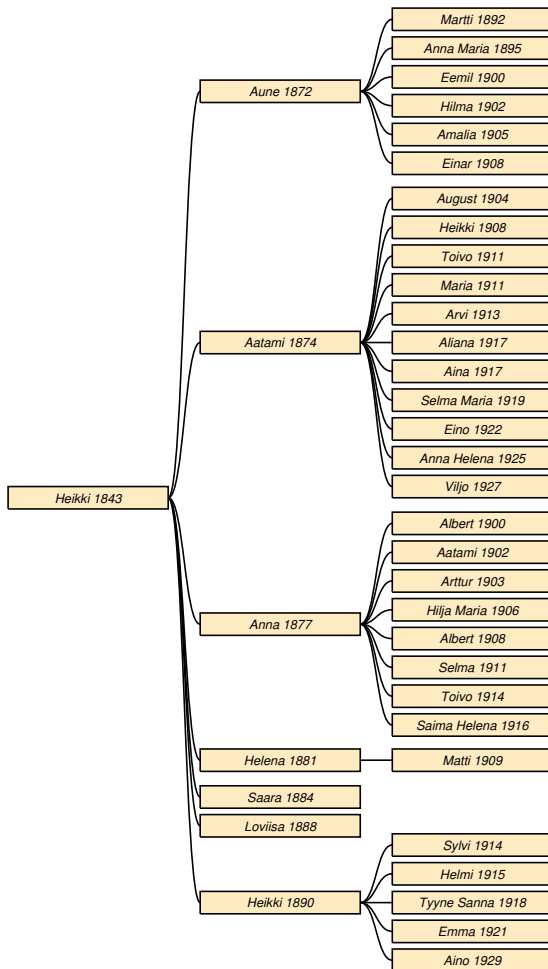 Heikki 1843
Aune 1872
Martti 1892
Anna Maria 1895
Eemil 1900
Hilma 1902
Amalia 1905
Einar 1908
Aatami 1874
August 1904
Heikki 1908
Toivo 1911
Maria 1911
Arvi 1913
Aliana 1917
Aina 1917
Selma Maria 1919
Eino 1922
Anna Helena 1925
Viljo 1927
Anna 1877
Albert 1900
Aatami 1902
Arttur 1903
Hilja Maria 1906
Albert 1908
Selma 1911
Toivo 1914
Saima Helena 1916
Helena 1881
Matti 1909
Saara 1884
Loviisa 1888
Heikki 1890
Sylvi 1914
Helmi 1915
Tyyne Sanna 1918
Emma 1921
Aino 1929